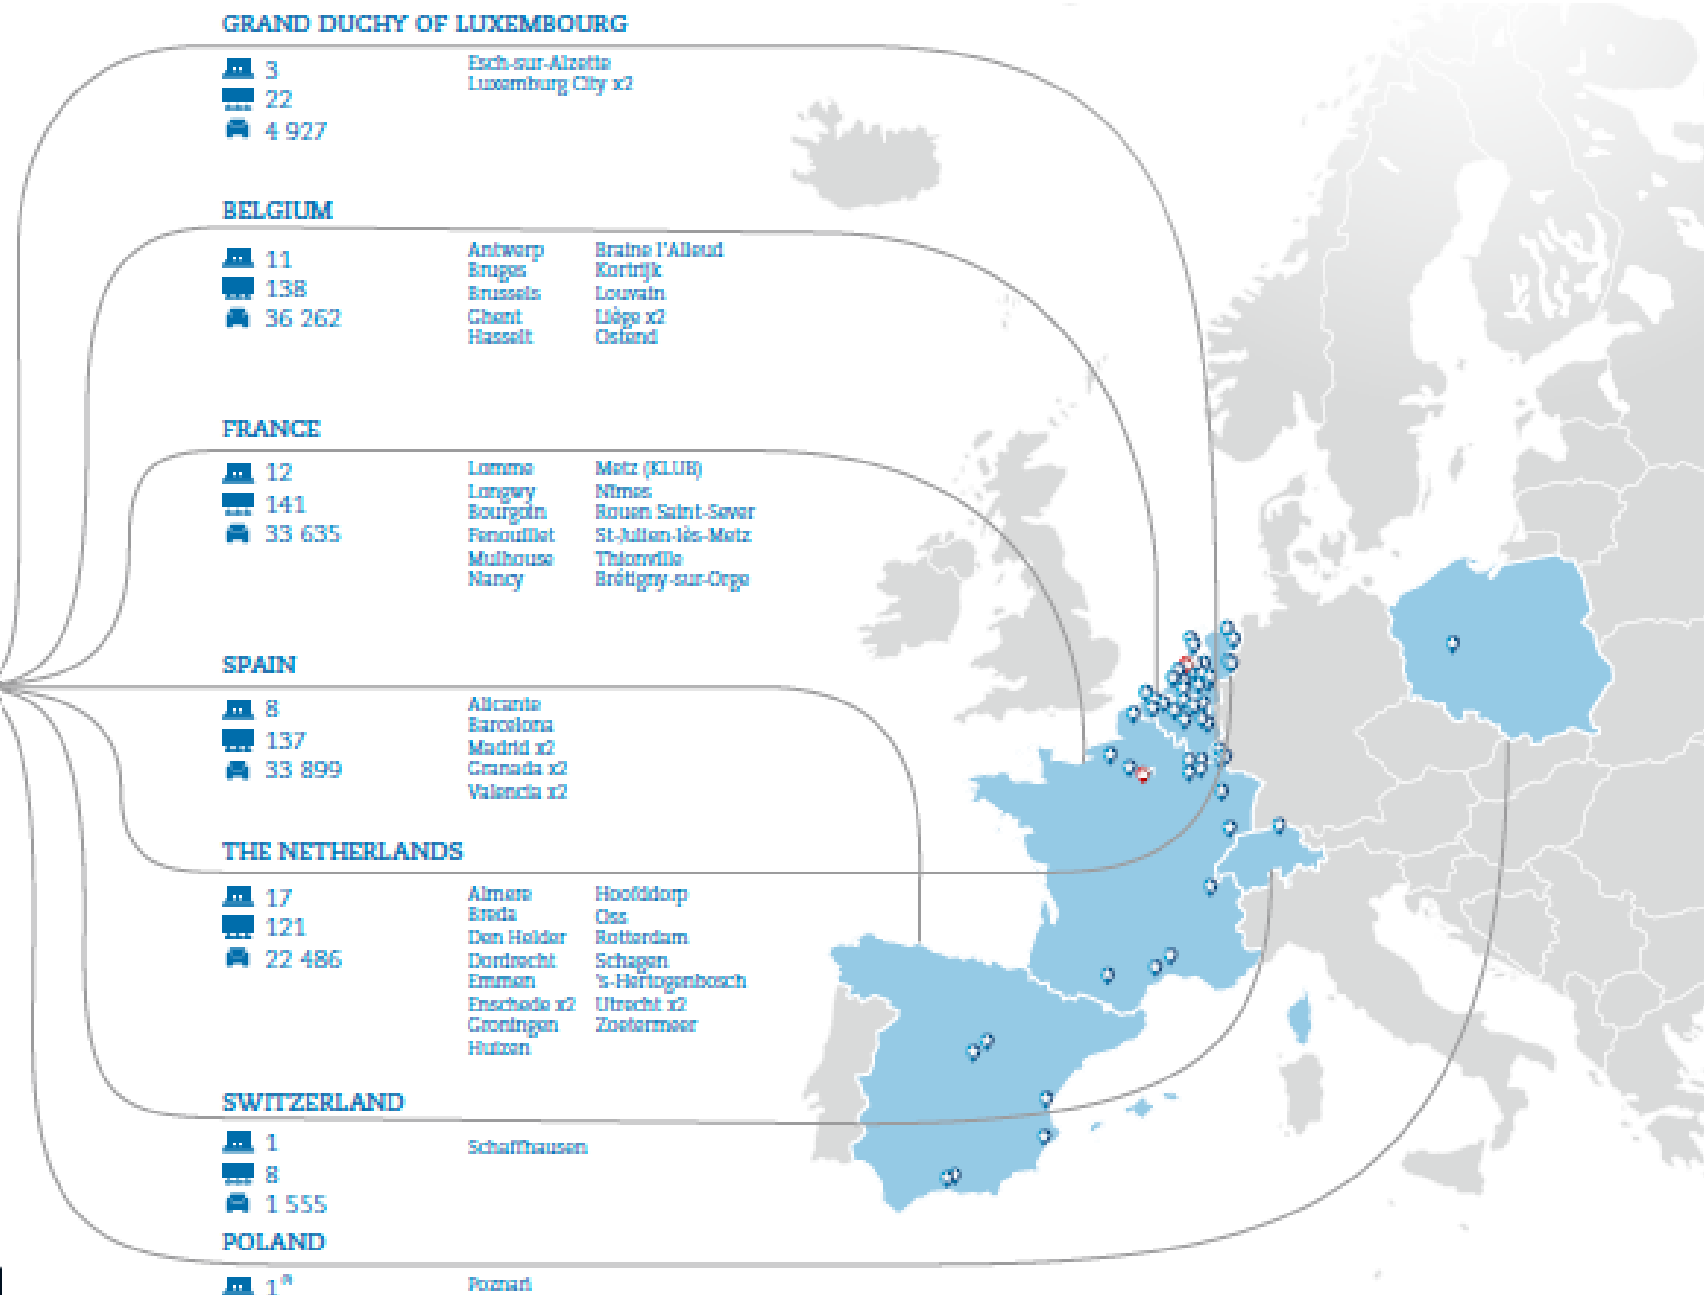 GRAND DUCHY OF LUXEMBOURG
3
22
4 927
Esch-sur-Alzette
Luxemburg City x2
BELGIUM
11
138
36 262
Antwerp
Bruges
Brussels
Ghent
Hasselt
Braine l'Alleud
Kortrijk
Louvain
Liège x2
Ostend
FRANCE
12
141
33 635
Lomme
Longwy
Bourgoin
Fenouillet
Mulhouse
Nancy
Metz (KLUB)
Nîmes
Rouen Saint-Sever
St-Julien-lès-Metz
Thionville
Brétigny-sur-Orge
SPAIN
8
137
33 899
Alicante
Barcelona
Madrid x2
Granada x2
Valencia x2
THE NETHERLANDS
17
121
22 486
Almere
Breda
Den Helder
Dordrecht
Emmen
Enschede x2
Groningen
Huizen
Hoofddorp
Oss
Rotterdam
Schagen
's-Hertogenbosch
Utrecht x2
Zoetermeer
SWITZERLAND
1
8
1 555
Schaffhausen
POLAND
1
Poznań